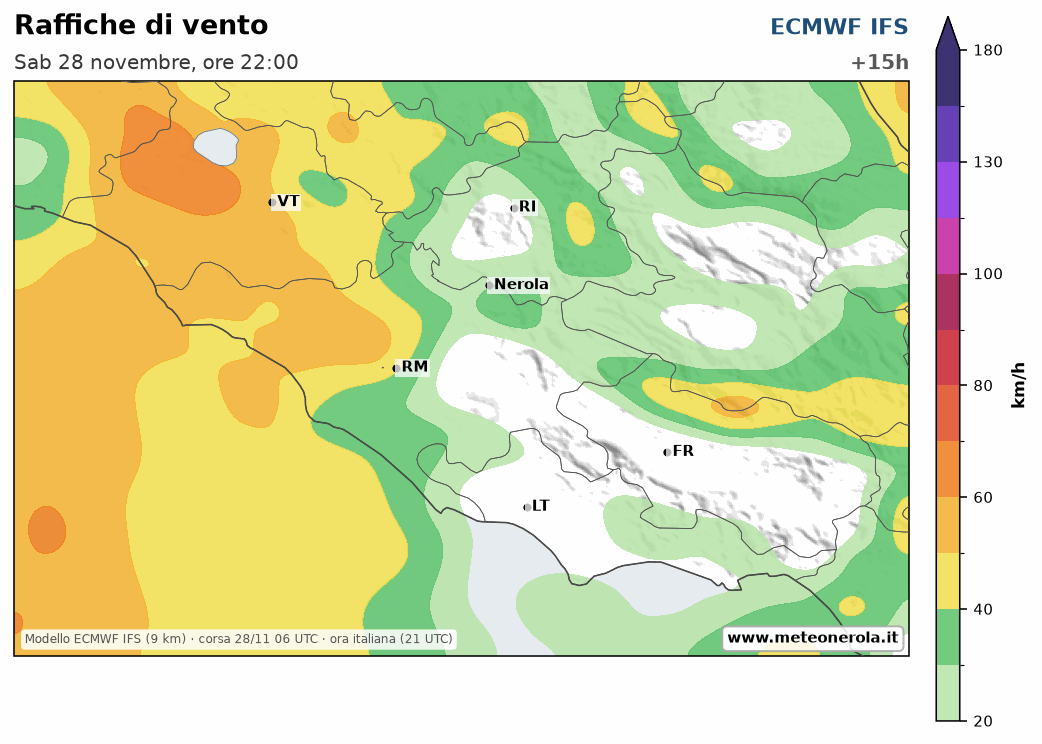 Raffiche di vento
ECMWF IFS
Sab 28 novembre, ore 22:00
+15h
180
130
100
80
60
40
20
km/h
VT
RI
Nerola
RM
FR
LT
Modello ECMWF IFS (9 km) · corsa 28/11 06 UTC · ora italiana (21 UTC)
www.meteonerola.it